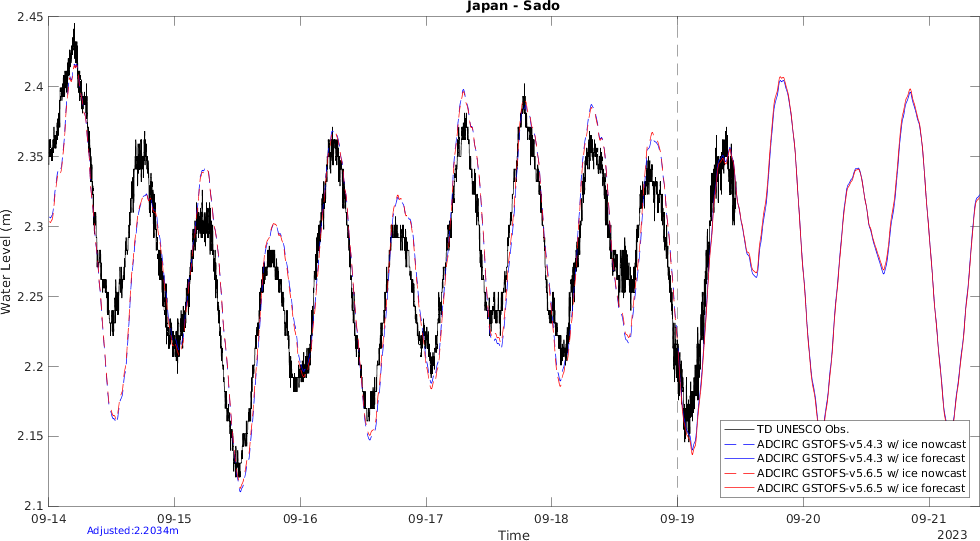 Japan - Sado
2.45
2.4
2.35
2.3
2.25
2.2
2.15
2.1
Water Level (m)
TD UNESCO Obs.
ADCIRC GSTOFS-v5.4.3 w/ ice nowcast
ADCIRC GSTOFS-v5.4.3 w/ ice forecast
ADCIRC GSTOFS-v5.6.5 w/ ice nowcast
ADCIRC GSTOFS-v5.6.5 w/ ice forecast
09-14 09-15 09-16 09-17 09-18 09-19 09-20 09-21
Adjusted:2.2034m
Time
2023